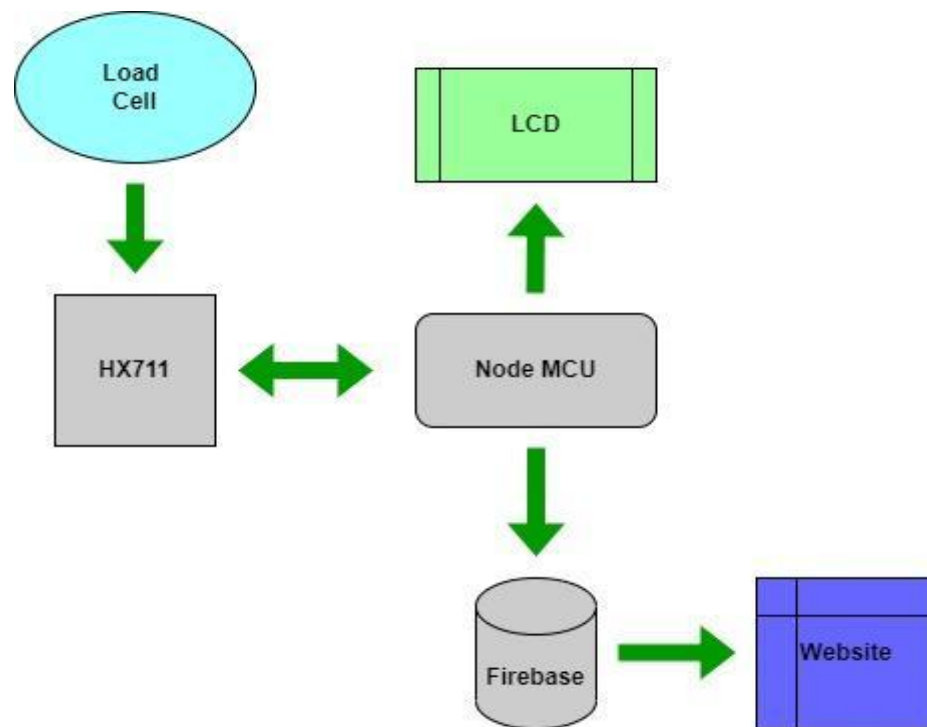 Load
Cell
LCD
HX711
Node MCU
Firebase
Website